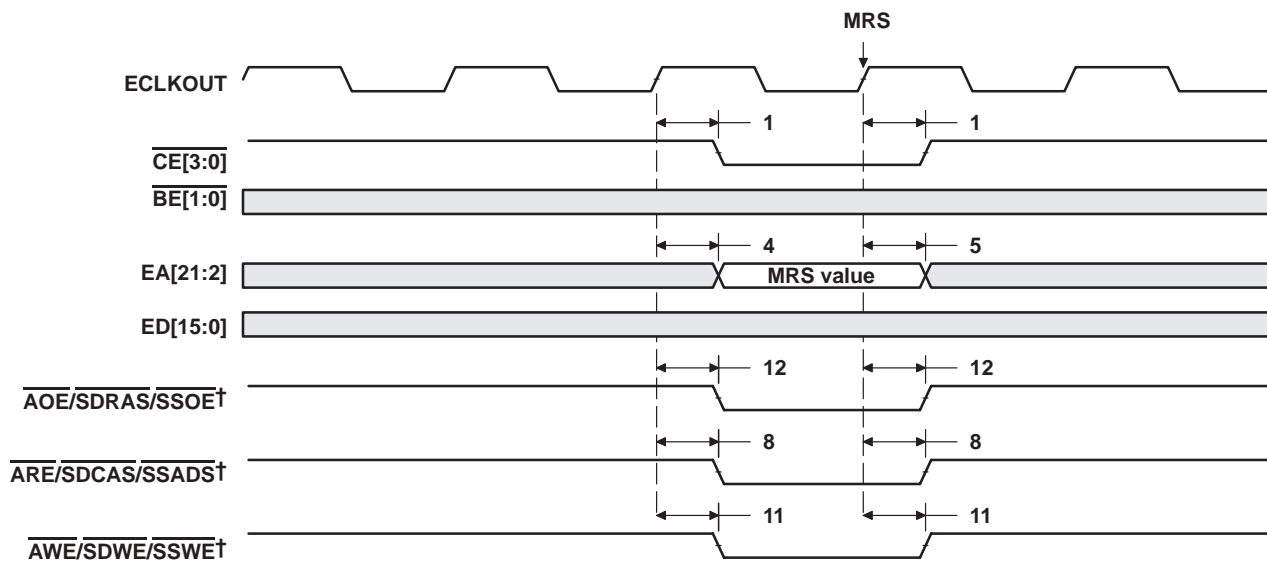 MRS
ECLKOUT
1 1
CE[3:0]
BE[1:0]
4 5
EA[21:2] MRS value
ED[15:0]
12 12
AOE/SDRAS/SSOE†
8 8
ARE/SDCAS/SSADS†
11 11
AWE/SDWE/SSWE†